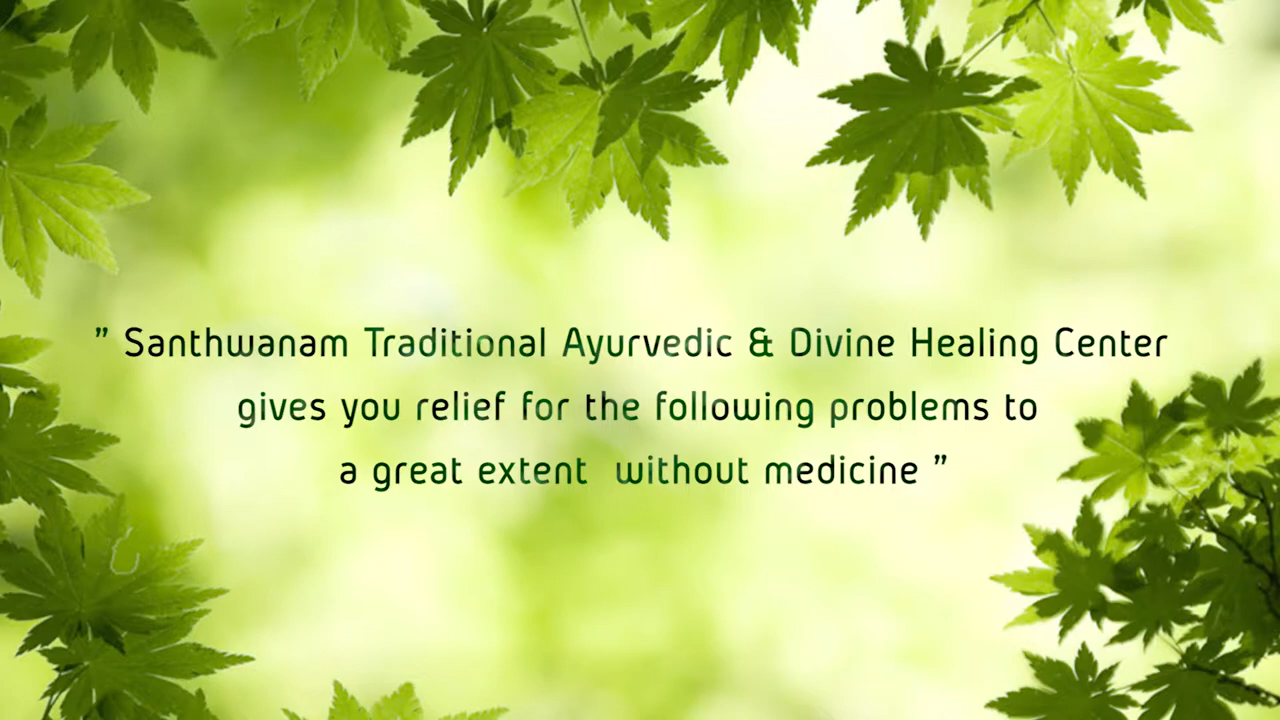 ” Santhwanam Traditional Ayurvedic & Divine Healing Center
gives you relief for the following problems to
a great extent  without medicine ”